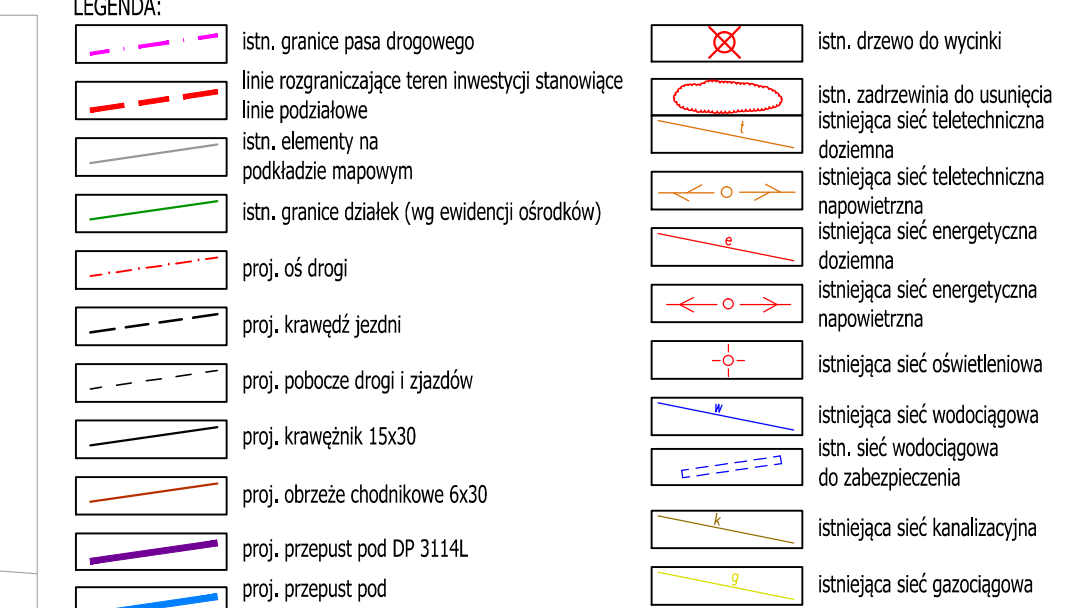 LEGENDA:
istn. granice pasa drogowego
linie rozgraniczające teren inwestycji stanowiące
linie podziałowe
istn. elementy na
podkładzie mapowym
istn. granice działek (wg ewidencji ośrodków)
proj. oś drogi
proj. krawędź jezdni
proj. pobocze drogi i zjazdów
proj. krawężnik 15x30
proj. obrzeże chodnikowe 6x30
proj. przepust pod DP 3114L
proj. przepust pod
istn. drzewo do wycinki
istn. zadrzewinia do usunięcia
t
istniejąca sieć teletechniczna
doziemna
istniejąca sieć teletechniczna
napowietrzna
e
istniejąca sieć energetyczna
doziemna
istniejąca sieć energetyczna
napowietrzna
istniejąca sieć oświetleniowa
w
istniejąca sieć wodociągowa
istn. sieć wodociągowa
do zabezpieczenia
k
istniejąca sieć kanalizacyjna
g
istniejąca sieć gazociągowa